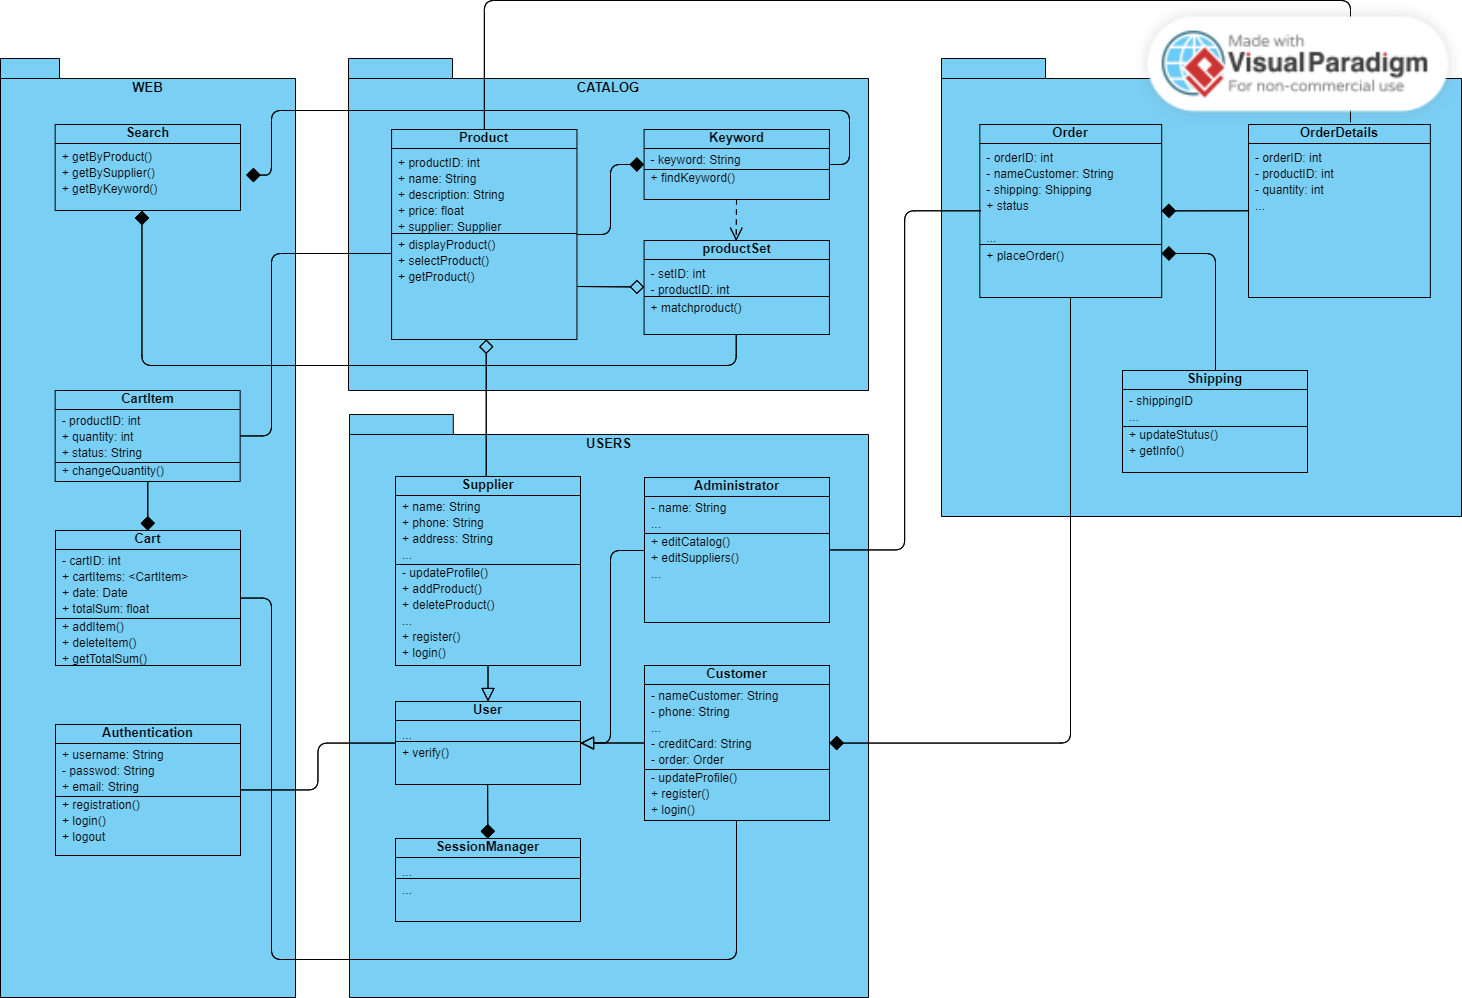 Made with
Visual Paradigm
For non-commercial use
WEB
Search
+ getByProduct()
+ getBySupplier()
+ getByKeyword()
CartItem
- productID: int
+ quantity: int
+ status: String
+ changeQuantity()
Cart
- cartID: int
+ cartItems: <CartItem>
+ date: Date
+ totalSum: float
+ addItem()
+ deleteItem()
+ getTotalSum()
Authentication
+ username: String
- passwod: String
+ email: String
+ registration()
+ login()
+ logout
CATALOG
Product
+ productID: int
+ name: String
+ description: String
+ price: float
+ supplier: Supplier
+ displayProduct()
+ selectProduct()
+ getProduct()
Keyword
- keyword: String
+ findKeyword()
productSet
- setID: int
- productID: int
+ matchproduct()
USERS
Supplier
+ name: String
+ phone: String
+ address: String
...
- updateProfile()
+ addProduct()
+ deleteProduct()
...
+ register()
+ login()
Administrator
- name: String
...
+ editCatalog()
+ editSuppliers()
...
User
...
+ verify()
Customer
- nameCustomer: String
- phone: String
...
- creditCard: String
- order: Order
- updateProfile()
+ register()
+ login()
SessionManager
...
...
Order
- orderID: int
- nameCustomer: String
- shipping: Shipping
+ status
...
+ placeOrder()
OrderDetails
- orderID: int
- productID: int
- quantity: int
...
Shipping
- shippingID
...
+ updateStutus()
+ getInfo()